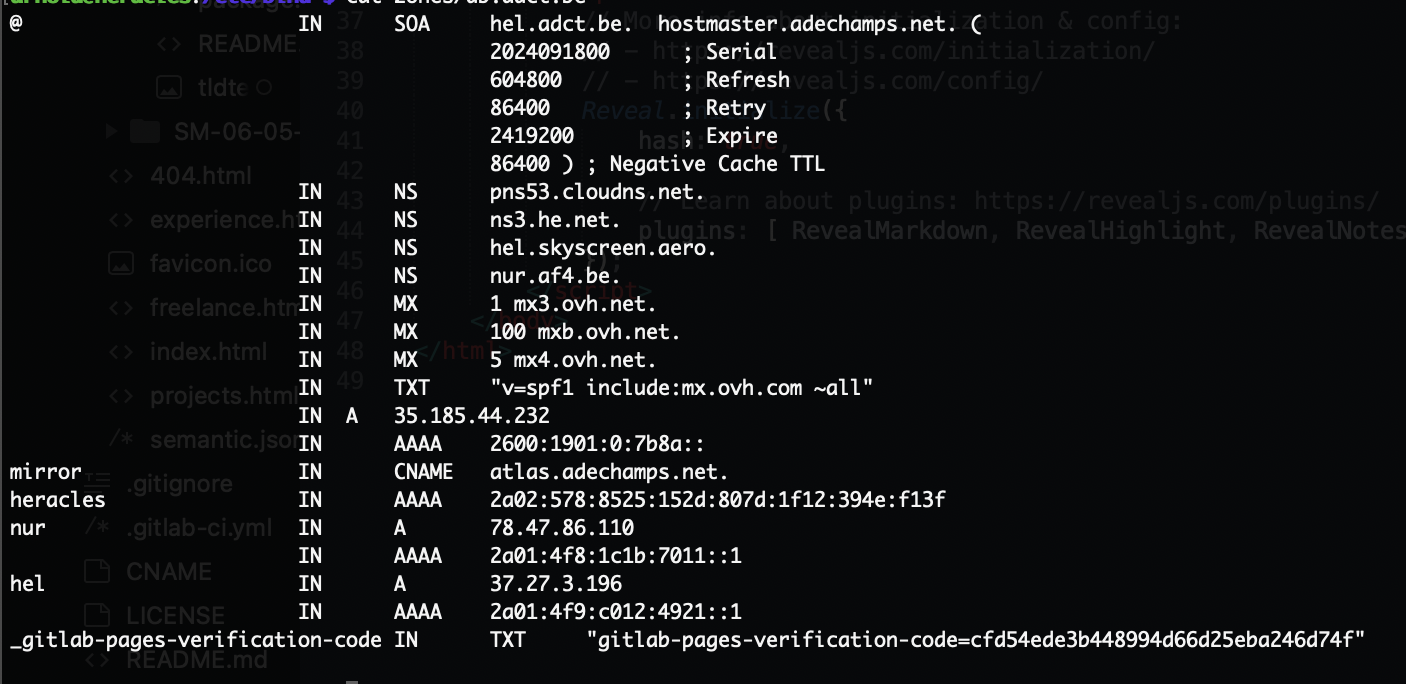 @ IN SOA hel.adct.be. hostmaster.adechamps.net. (
2024091800 ; Serial
604800 ; Refresh
86400 ; Retry
2419200 ; Expire
86400 ) ; Negative Cache TTL
IN NS pns53.cloudns.net.
IN NS ns3.he.net.
IN NS hel.skyscreen.aero.
IN NS nur.af4.be.
IN MX 1 mx3.ovh.net.
IN MX 100 mxb.ovh.net.
IN MX 5 mx4.ovh.net.
IN TXT "v=spf1 include:mx.ovh.com ~all"
IN A 35.185.44.232
IN AAAA 2600:1901:0:7b8a::
mirror IN CNAME atlas.adechamps.net.
heracles IN AAAA 2a02:578:8525:152d:807d:1f12:394e:f13f
nur IN A 78.47.86.110
IN AAAA 2a01:4f8:1c1b:7011::1
hel IN A 37.27.3.196
IN AAAA 2a01:4f9:c012:4921::1
_gitlab-pages-verification-code IN TXT "gitlab-pages-verification-code=cfd54ede3b448994d66d25eba246d74f"
README
tldte
SM-06-05-
404.html
experience.ht
favicon.ico
freelance.htm
index.html
projects.html
semantic.json
.gitignore
.gitlab-ci.yml
CNAME
LICENSE
README.md
37
38
39 // - https://revealjs.com/config/
40 Reveal.initialize({
41 hash: true,
42
43 // Learn about plugins: https://revealjs.com/plugins/
44 plugins: [ RevealMarkdown, RevealHighlight, RevealNotes
45 });
46 </script>
47 </body>
48 </html>
49